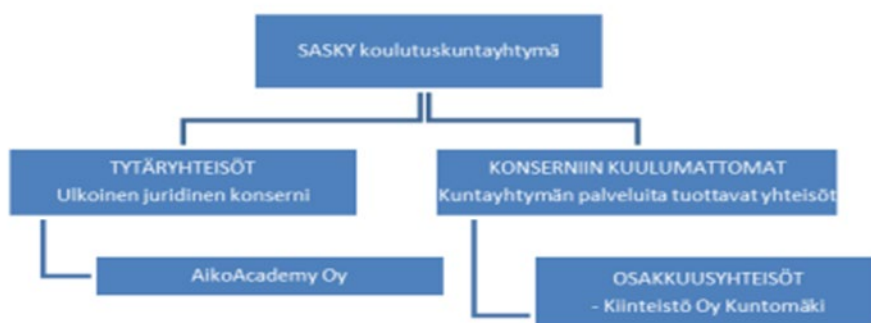 SASKY koulutuskuntayhtymä
TYTÄRYHTEISÖT
Ulkoinen juridinen konserni
KONSERNIIN KUULUMATTOMAT
Kuntayhtymän palveluita tuottavat yhteisöt
AikoAcademy Oy
OSAKKUUSYHTEISÖT
- Kiinteistö Oy Kuntomäki